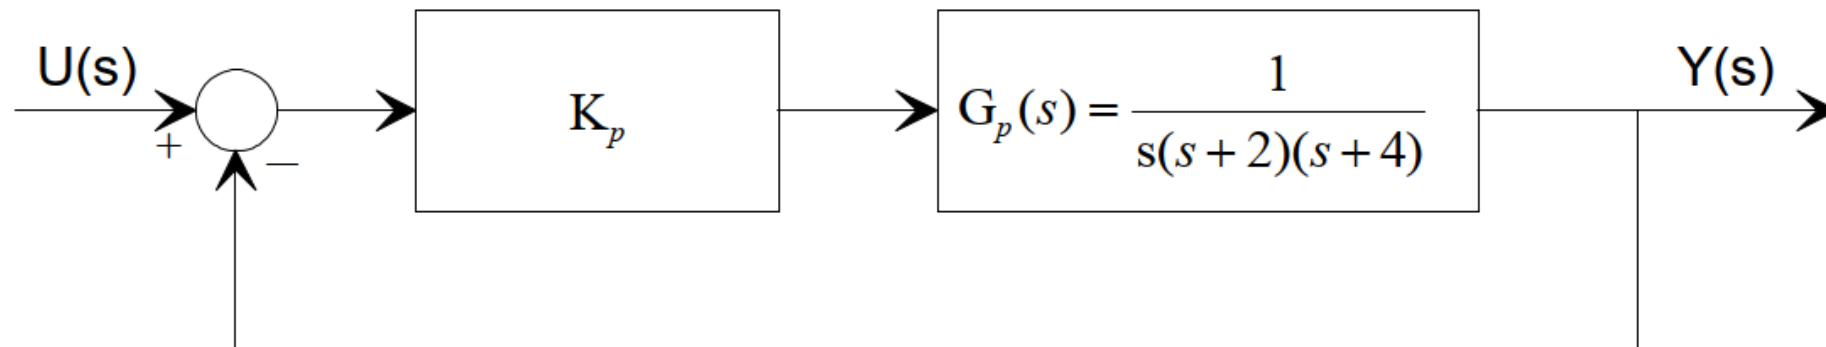 U(s)
+
−
K_p
G_p(s) = 1 / s(s + 2)(s + 4)
Y(s)